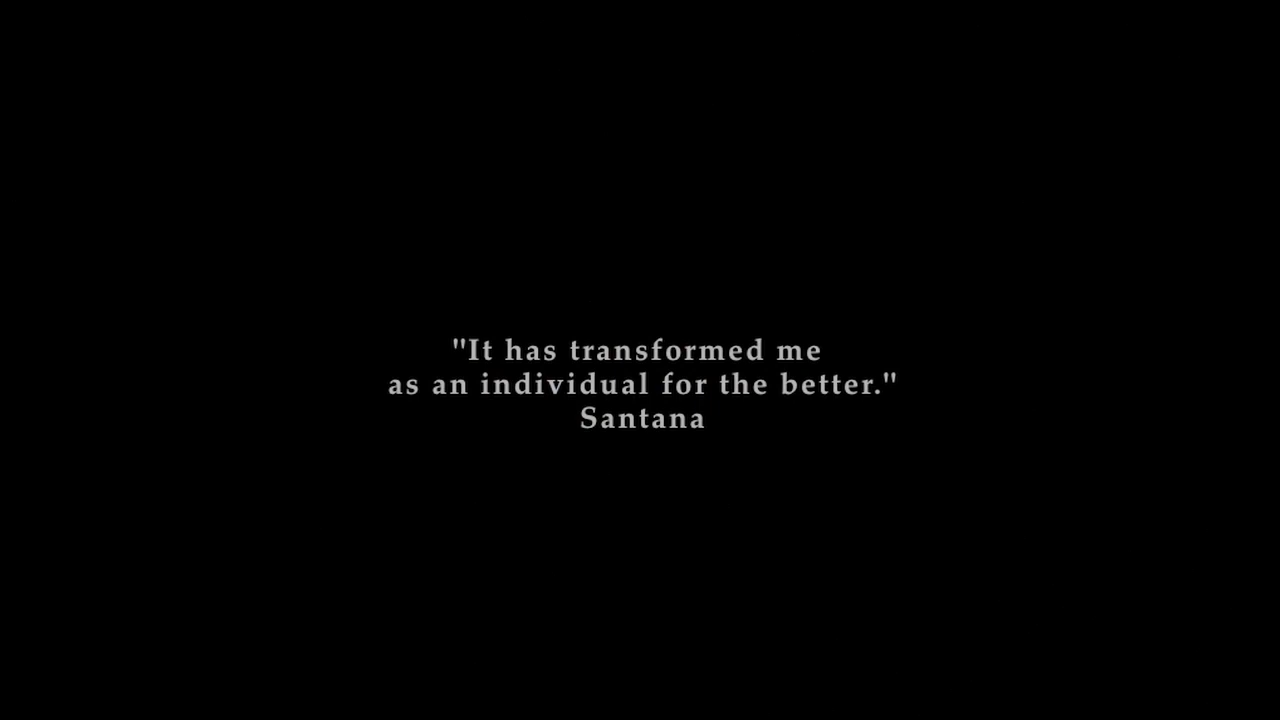 "It has transformed me
as an individual for the better."
Santana